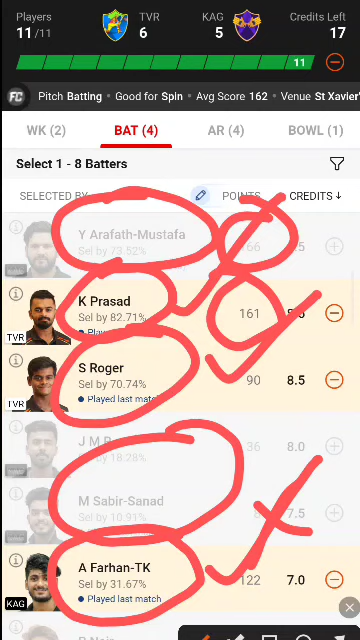 Players TVR KAG Credits Left
11/11 6 5 17
11
FC Pitch Batting • Good for Spin • Avg Score 162 • Venue St Xavier'
WK (2) BAT (4) AR (4) BOWL (1)
Select 1 - 8 Batters
SELECTED BY POINTS CREDITS↓
Y Arafath-Mustafa
Sel by 73.52%
166
K Prasad
Sel by 82.71%
161
TVR
S Roger
Sel by 70.74% 90 8.5
Played last match
TVR
J M
Sel by 18.28% 36 8.0
M Sabir-Sanad
Sel by 10.91% 7.5
A Farhan-TK
Sel by 31.67% 122 7.0
Played last match
KAG